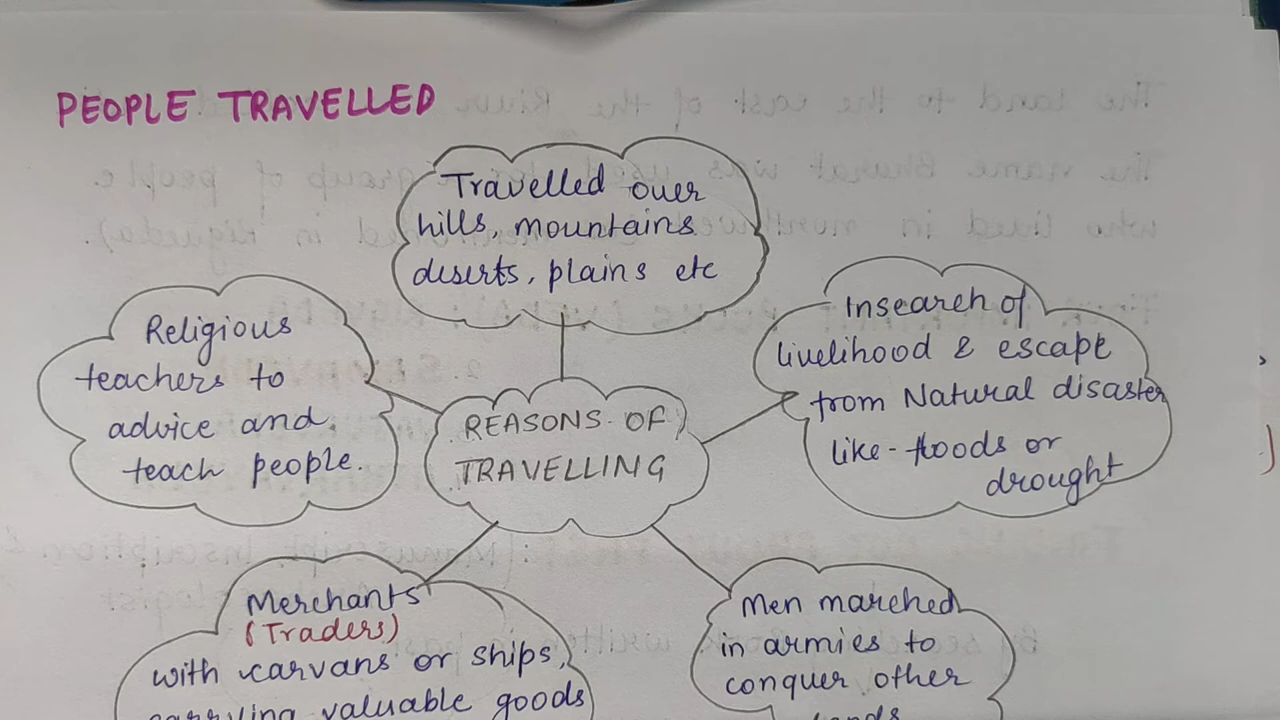 PEOPLE TRAVELLED
Travelled over
hills, mountains
deserts, plains etc
Religious
teachers to
advice and
teach people.
REASONS OF
TRAVELLING
Insearch of
livelihood & escape
from Natural disaster
like-floods or
drought
Merchants
(Traders)
with carvans or ships,
carrying valuable goods
Men marched
in armies to
conquer other
lands